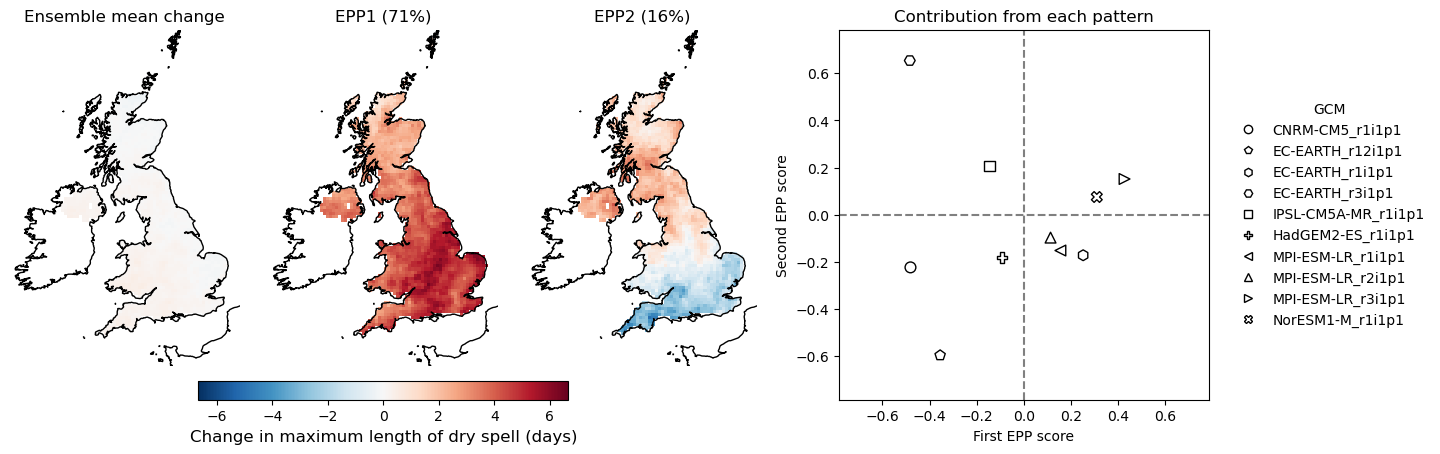 Ensemble mean change
EPP1 (71%)
EPP2 (16%)
−6 −4 −2 0 2 4 6
Change in maximum length of dry spell (days)
Contribution from each pattern
Second EPP score
0.6
0.4
0.2
0.0
−0.2
−0.4
−0.6
−0.6 −0.4 −0.2 0.0 0.2 0.4 0.6
First EPP score
GCM
CNRM-CM5_r1i1p1
EC-EARTH_r12i1p1
EC-EARTH_r1i1p1
EC-EARTH_r3i1p1
IPSL-CM5A-MR_r1i1p1
HadGEM2-ES_r1i1p1
MPI-ESM-LR_r1i1p1
MPI-ESM-LR_r2i1p1
MPI-ESM-LR_r3i1p1
NorESM1-M_r1i1p1